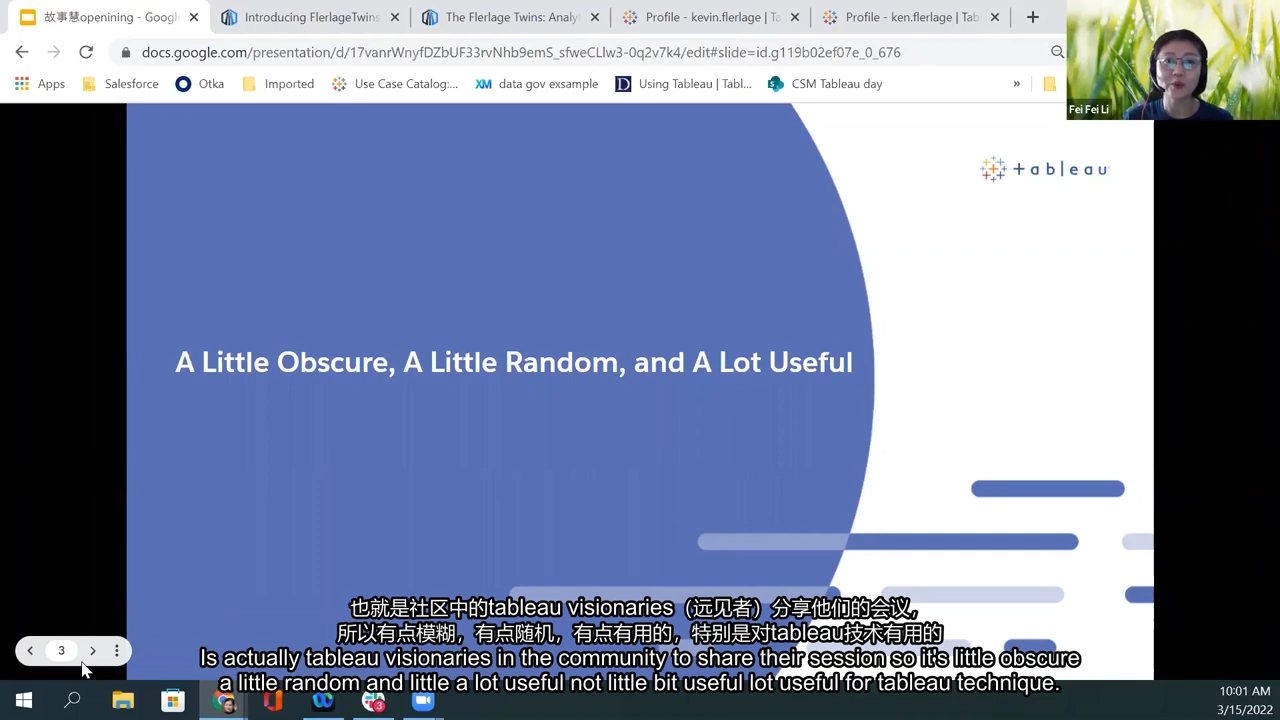 故事慧openining - Goog
Introducing FlerlageTwins
The Flerlage Twins: Analy
Profile - kevin.flerlage | Ta
Profile - ken.flerlage | Tab
docs.google.com/presentation/d/17vanrWnyfDZbUF33rvNhb9emS_sfweCLlw3-0q2v7k4/edit#slide=id.g119b02ef07e_0_676
Apps
Salesforce
Otka
Imported
Use Case Catalog:...
XM
data gov exsample
Using Tableau | Tabl...
CSM Tableau day
»
Fei Fei Li
+ a b | e a u
A Little Obscure, A Little Random, and A Lot Useful
也就是社区中的tableau visionaries（远见者）分享他们的会议，
所以有点模糊，有点随机，有点有用的，特别是对tableau技术有用的
Is actually tableau visionaries in the community to share their session so it's little obscure
a little random and little a lot useful not little bit useful lot useful for tableau technique.
3
3
10:01 AM
3/15/2022